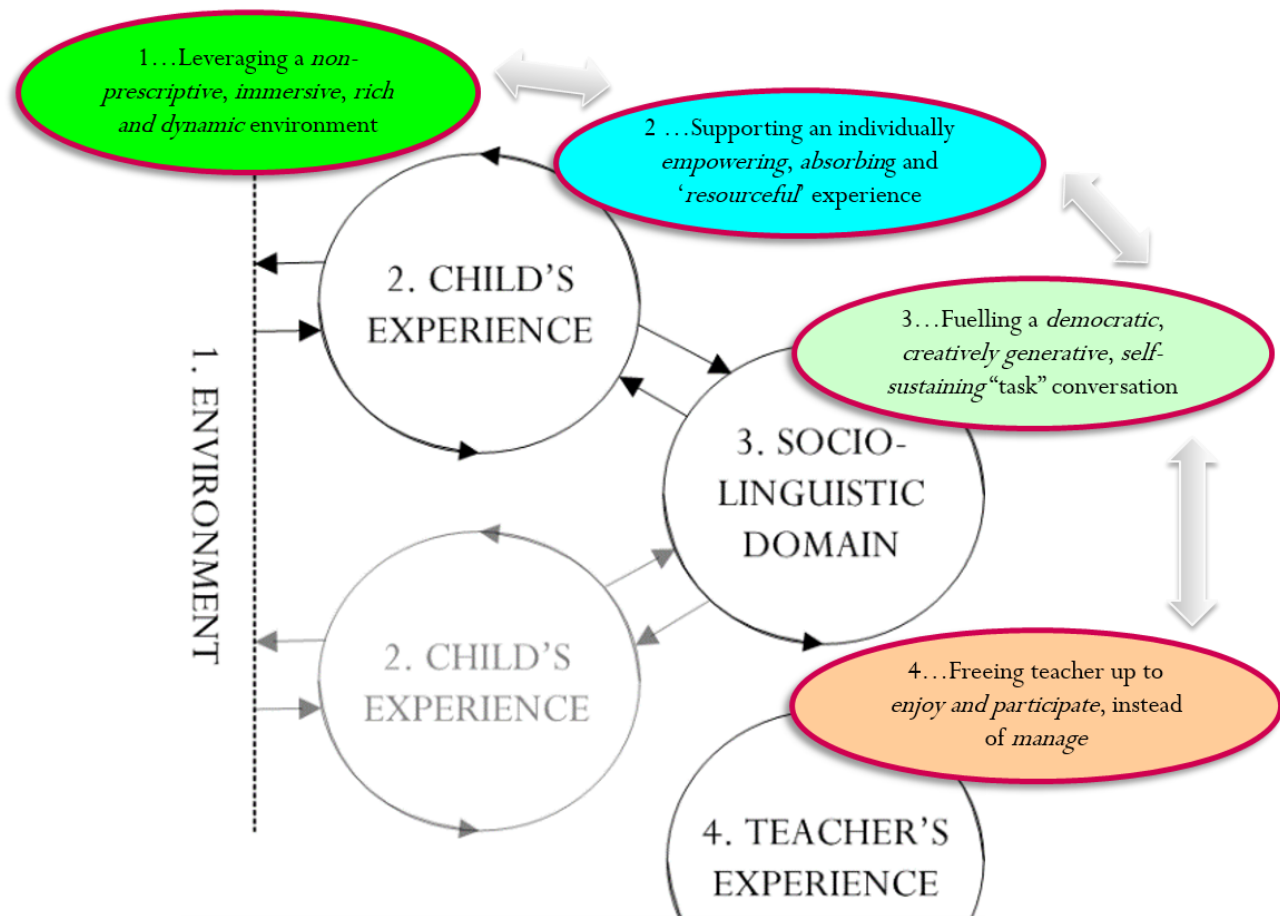 1…Leveraging a non-
prescriptive, immersive, rich
and dynamic environment
2 …Supporting an individually
empowering, absorbing and
‘resourceful’ experience
2. CHILD’S
EXPERIENCE
3…Fuelling a democratic,
creatively generative, self-
sustaining “task” conversation
1. ENVIRONMENT
3. SOCIO-
LINGUISTIC
DOMAIN
2. CHILD’S
EXPERIENCE
4…Freeing teacher up to
enjoy and participate, instead
of manage
4. TEACHER’S
EXPERIENCE